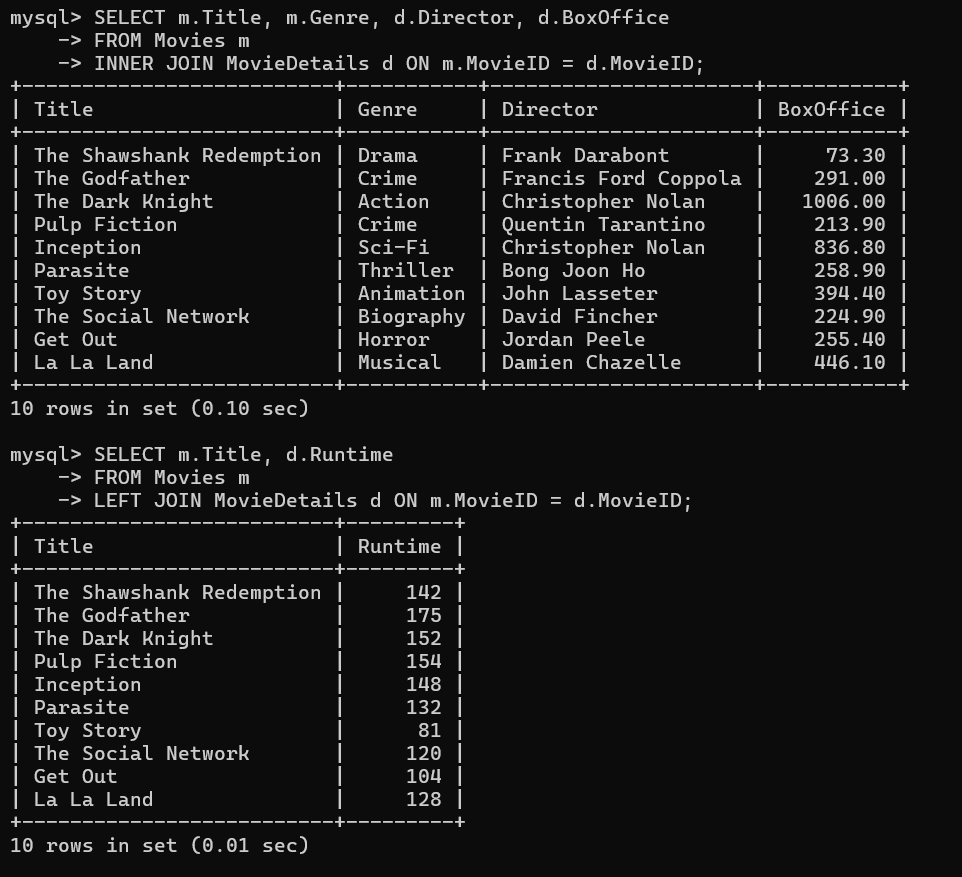 mysql> SELECT m.Title, m.Genre, d.Director, d.BoxOffice
    -> FROM Movies m
    -> INNER JOIN MovieDetails d ON m.MovieID = d.MovieID;
+--------------------------+-----------+----------------------+-----------+
| Title                    | Genre     | Director             | BoxOffice |
+--------------------------+-----------+----------------------+-----------+
| The Shawshank Redemption | Drama     | Frank Darabont       |     73.30 |
| The Godfather            | Crime     | Francis Ford Coppola |    291.00 |
| The Dark Knight          | Action    | Christopher Nolan    |   1006.00 |
| Pulp Fiction             | Crime     | Quentin Tarantino    |    213.90 |
| Inception                | Sci-Fi    | Christopher Nolan    |    836.80 |
| Parasite                 | Thriller  | Bong Joon Ho         |    258.90 |
| Toy Story                | Animation | John Lasseter        |    394.40 |
| The Social Network       | Biography | David Fincher        |    224.90 |
| Get Out                  | Horror    | Jordan Peele         |    255.40 |
| La La Land               | Musical   | Damien Chazelle      |    446.10 |
+--------------------------+-----------+----------------------+-----------+
10 rows in set (0.10 sec)

mysql> SELECT m.Title, d.Runtime
    -> FROM Movies m
    -> LEFT JOIN MovieDetails d ON m.MovieID = d.MovieID;
+--------------------------+---------+
| Title                    | Runtime |
+--------------------------+---------+
| The Shawshank Redemption |     142 |
| The Godfather            |     175 |
| The Dark Knight          |     152 |
| Pulp Fiction             |     154 |
| Inception                |     148 |
| Parasite                 |     132 |
| Toy Story                |      81 |
| The Social Network       |     120 |
| Get Out                  |     104 |
| La La Land               |     128 |
+--------------------------+---------+
10 rows in set (0.01 sec)